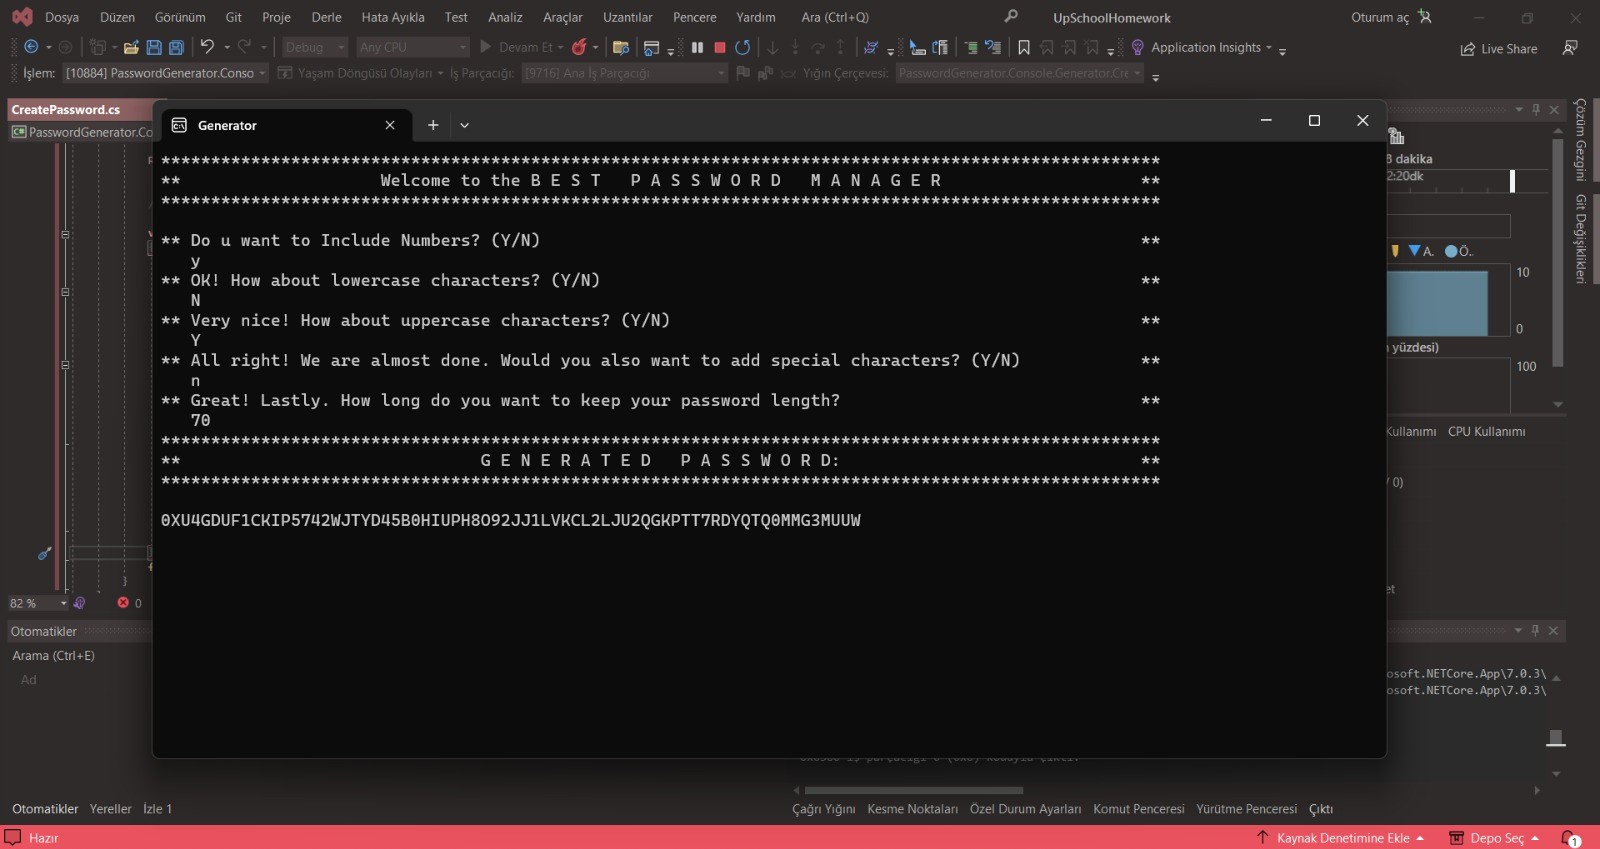 Dosya Düzen Görünüm Git Proje Derle Hata Ayıkla Test Analiz Araçlar Uzantılar Pencere Yardım Ara (Ctrl+Q) UpSchoolHomework Oturum aç
Debug Any CPU Devam Et Application Insights Live Share
İşlem: [10884] PasswordGenerator.Conso Yaşam Döngüsü Olayları İş Parçacığı: [9716] Ana İş Parçacığı Yığın Çerçevesi: PasswordGenerator.Console.Generator.Cre
CreatePassword.cs
PasswordGenerator.Co
Generator
****************************************************************************************************
** Welcome to the B E S T P A S S W O R D M A N A G E R **
****************************************************************************************************
** Do u want to Include Numbers? (Y/N) **
y
** OK! How about lowercase characters? (Y/N) **
N
** Very nice! How about uppercase characters? (Y/N) **
Y
** All right! We are almost done. Would you also want to add special characters? (Y/N) **
n
** Great! Lastly. How long do you want to keep your password length? **
70
****************************************************************************************************
** G E N E R A T E D P A S S W O R D: **
****************************************************************************************************
0XU4GDUF1CKIP5742WJTYD45B0HIUPH8O92JJ1LVKCL2LJU2QGKPTT7RDYQTQ0MMG3MUUW
8 dakika
2:20dk
A. Ö..
10
0
yüzdesi)
100
Kullanımı CPU Kullanımı
/ 0)
et
Çözüm Gezgini
Git Değişiklikleri
82 % 0
Otomatikler
Arama (Ctrl+E)
Ad
osoft.NETCore.App\7.0.3\
osoft.NETCore.App\7.0.3\
Otomatikler Yereller İzle 1
Çağrı Yığını Kesme Noktaları Özel Durum Ayarları Komut Penceresi Yürütme Penceresi Çıktı
Hazır Kaynak Denetimine Ekle Depo Seç 1